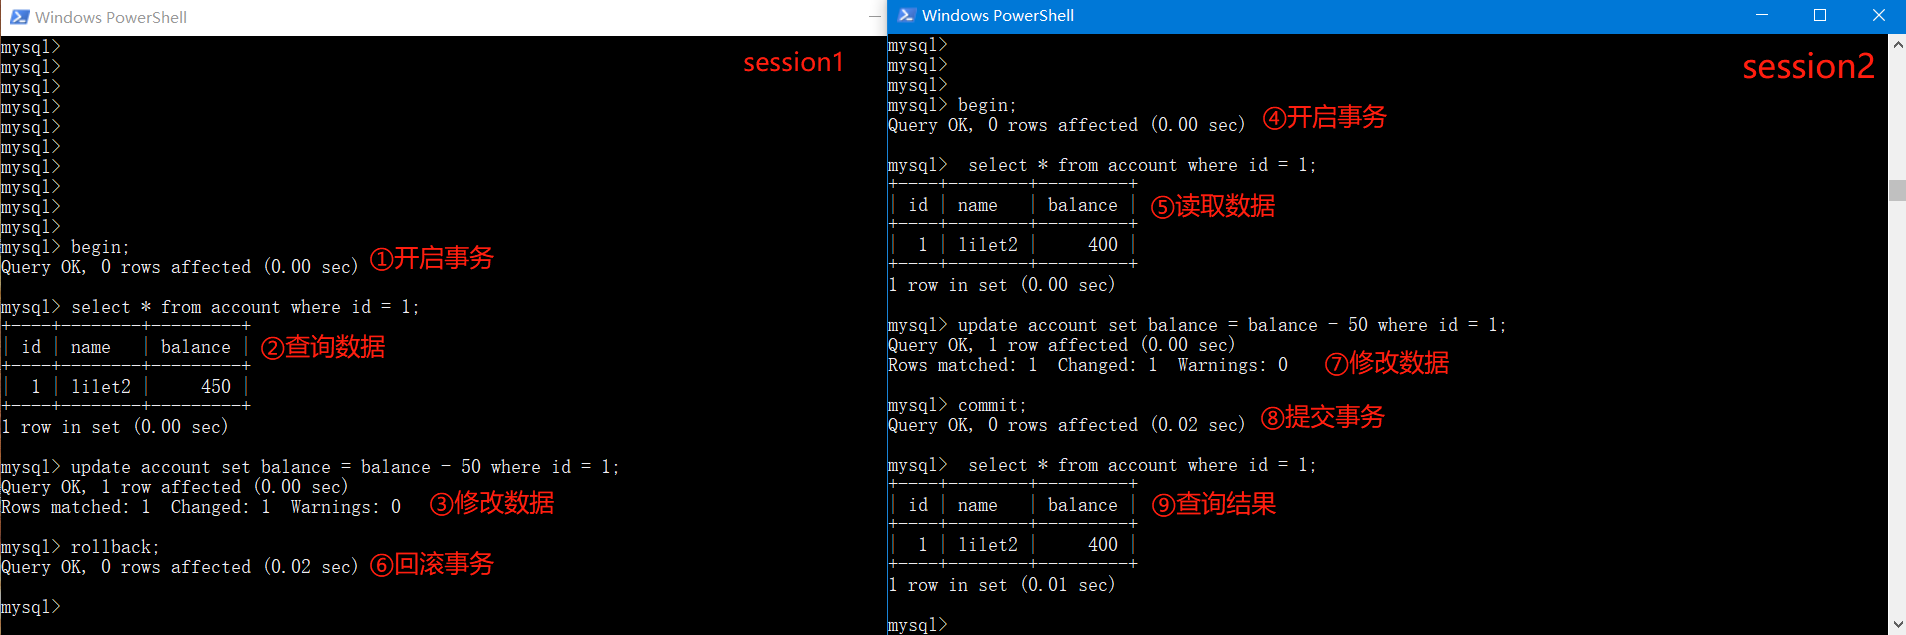 Windows PowerShell
session1
mysql>
mysql>
mysql>
mysql>
mysql>
mysql>
mysql>
mysql>
mysql>
mysql>
mysql> begin;
Query OK, 0 rows affected (0.00 sec) ①开启事务
mysql> select * from account where id = 1;
+----+--------+---------+
| id | name   | balance | ②查询数据
+----+--------+---------+
|  1 | lilet2 |     450 |
+----+--------+---------+
1 row in set (0.00 sec)
mysql> update account set balance = balance - 50 where id = 1;
Query OK, 1 row affected (0.00 sec)
Rows matched: 1  Changed: 1  Warnings: 0 ③修改数据
mysql> rollback;
Query OK, 0 rows affected (0.02 sec) ⑥回滚事务
mysql>
Windows PowerShell
session2
mysql>
mysql>
mysql>
mysql> begin;
Query OK, 0 rows affected (0.00 sec) ④开启事务
mysql>  select * from account where id = 1;
+----+--------+---------+
| id | name   | balance | ⑤读取数据
+----+--------+---------+
|  1 | lilet2 |     400 |
+----+--------+---------+
1 row in set (0.00 sec)
mysql> update account set balance = balance - 50 where id = 1;
Query OK, 1 row affected (0.00 sec)
Rows matched: 1  Changed: 1  Warnings: 0 ⑦修改数据
mysql> commit;
Query OK, 0 rows affected (0.02 sec) ⑧提交事务
mysql>  select * from account where id = 1;
+----+--------+---------+
| id | name   | balance | ⑨查询结果
+----+--------+---------+
|  1 | lilet2 |     400 |
+----+--------+---------+
1 row in set (0.01 sec)
mysql>